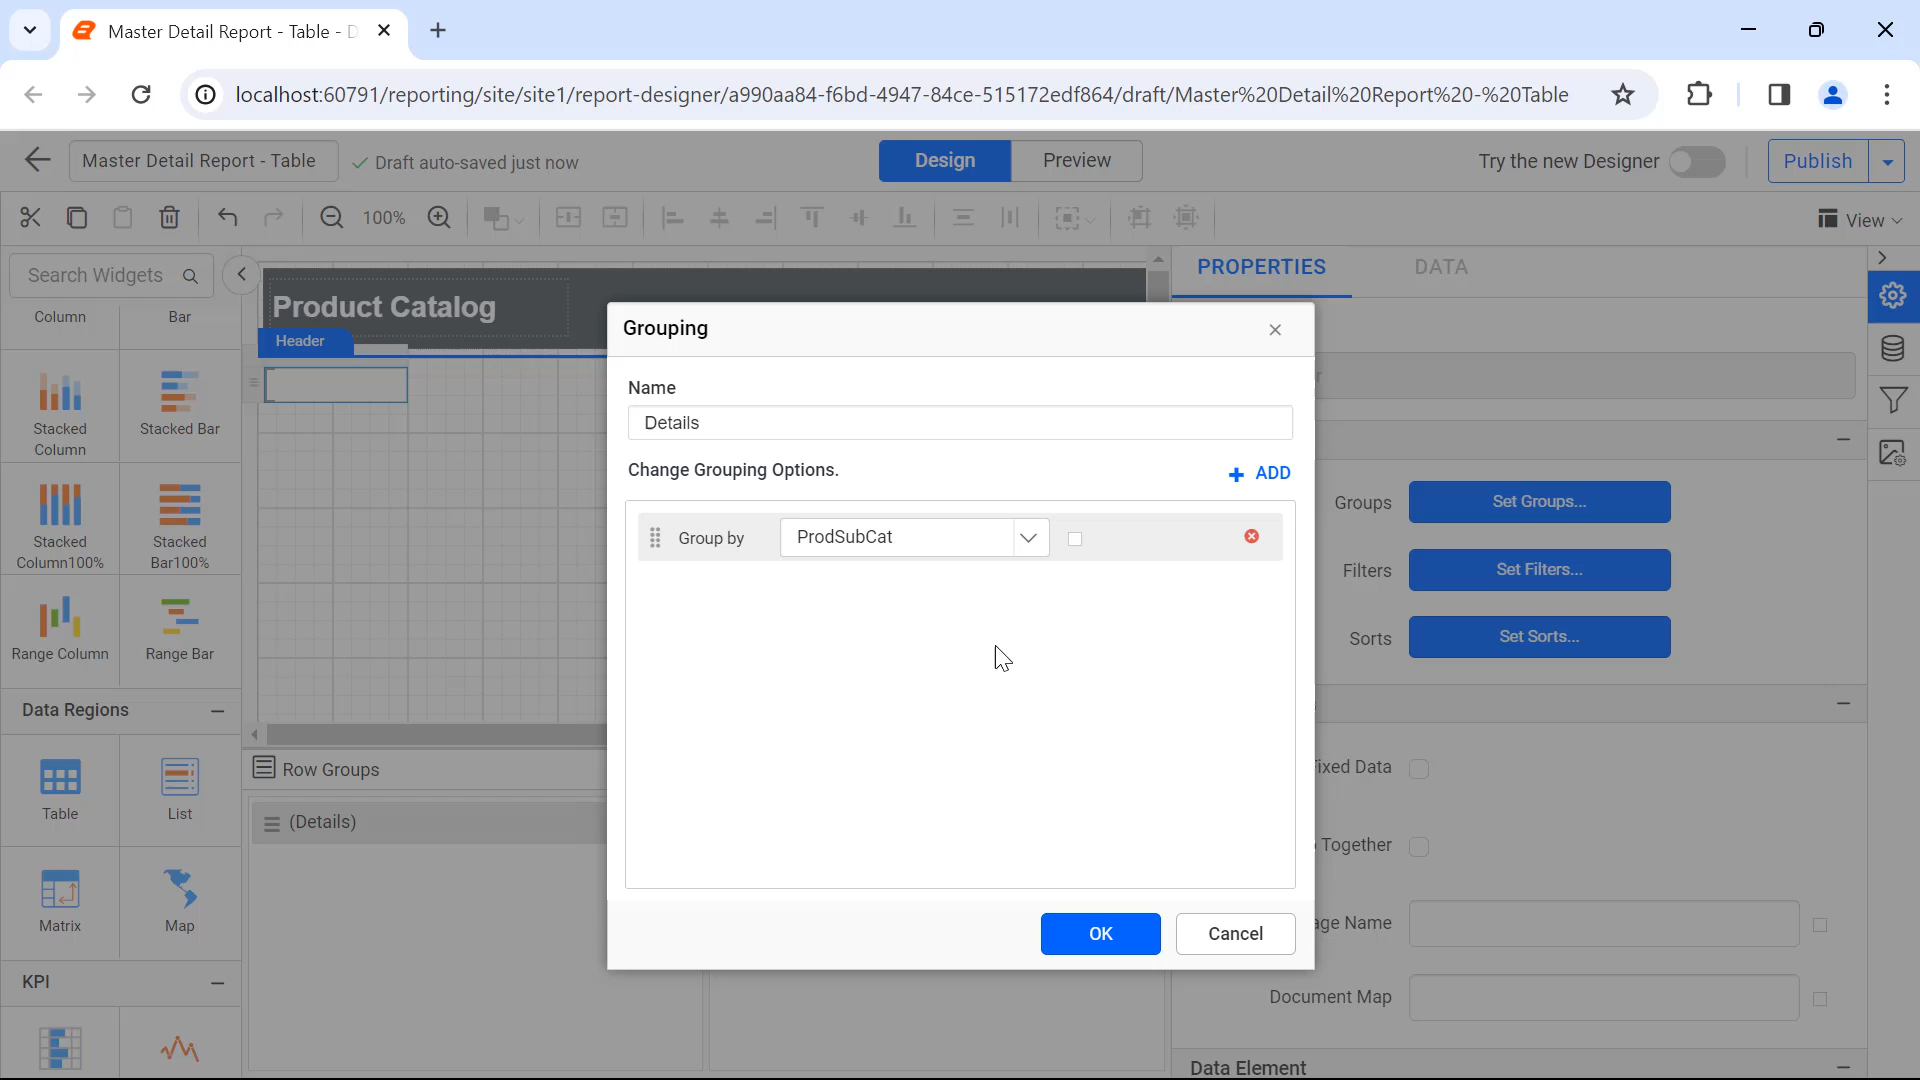 Master Detail Report - Table - D
localhost:60791/reporting/site/site1/report-designer/a990aa84-f6bd-4947-84ce-515172edf864/draft/Master%20Detail%20Report%20-%20Table
Master Detail Report - Table
Draft auto-saved just now
Design
Preview
Try the new Designer
Publish
100%
View
Search Widgets
Column
Bar
Stacked Column
Stacked Bar
Stacked Column100%
Stacked Bar100%
Range Column
Range Bar
Data Regions
Table
List
Matrix
Map
KPI
Product Catalog
Header
Row Groups
(Details)
Grouping
Name
Details
Change Grouping Options.
ADD
Group by
ProdSubCat
OK
Cancel
PROPERTIES
DATA
r
Groups
Set Groups...
Filters
Set Filters...
Sorts
Set Sorts...
ixed Data
Together
age Name
Document Map
Data Element